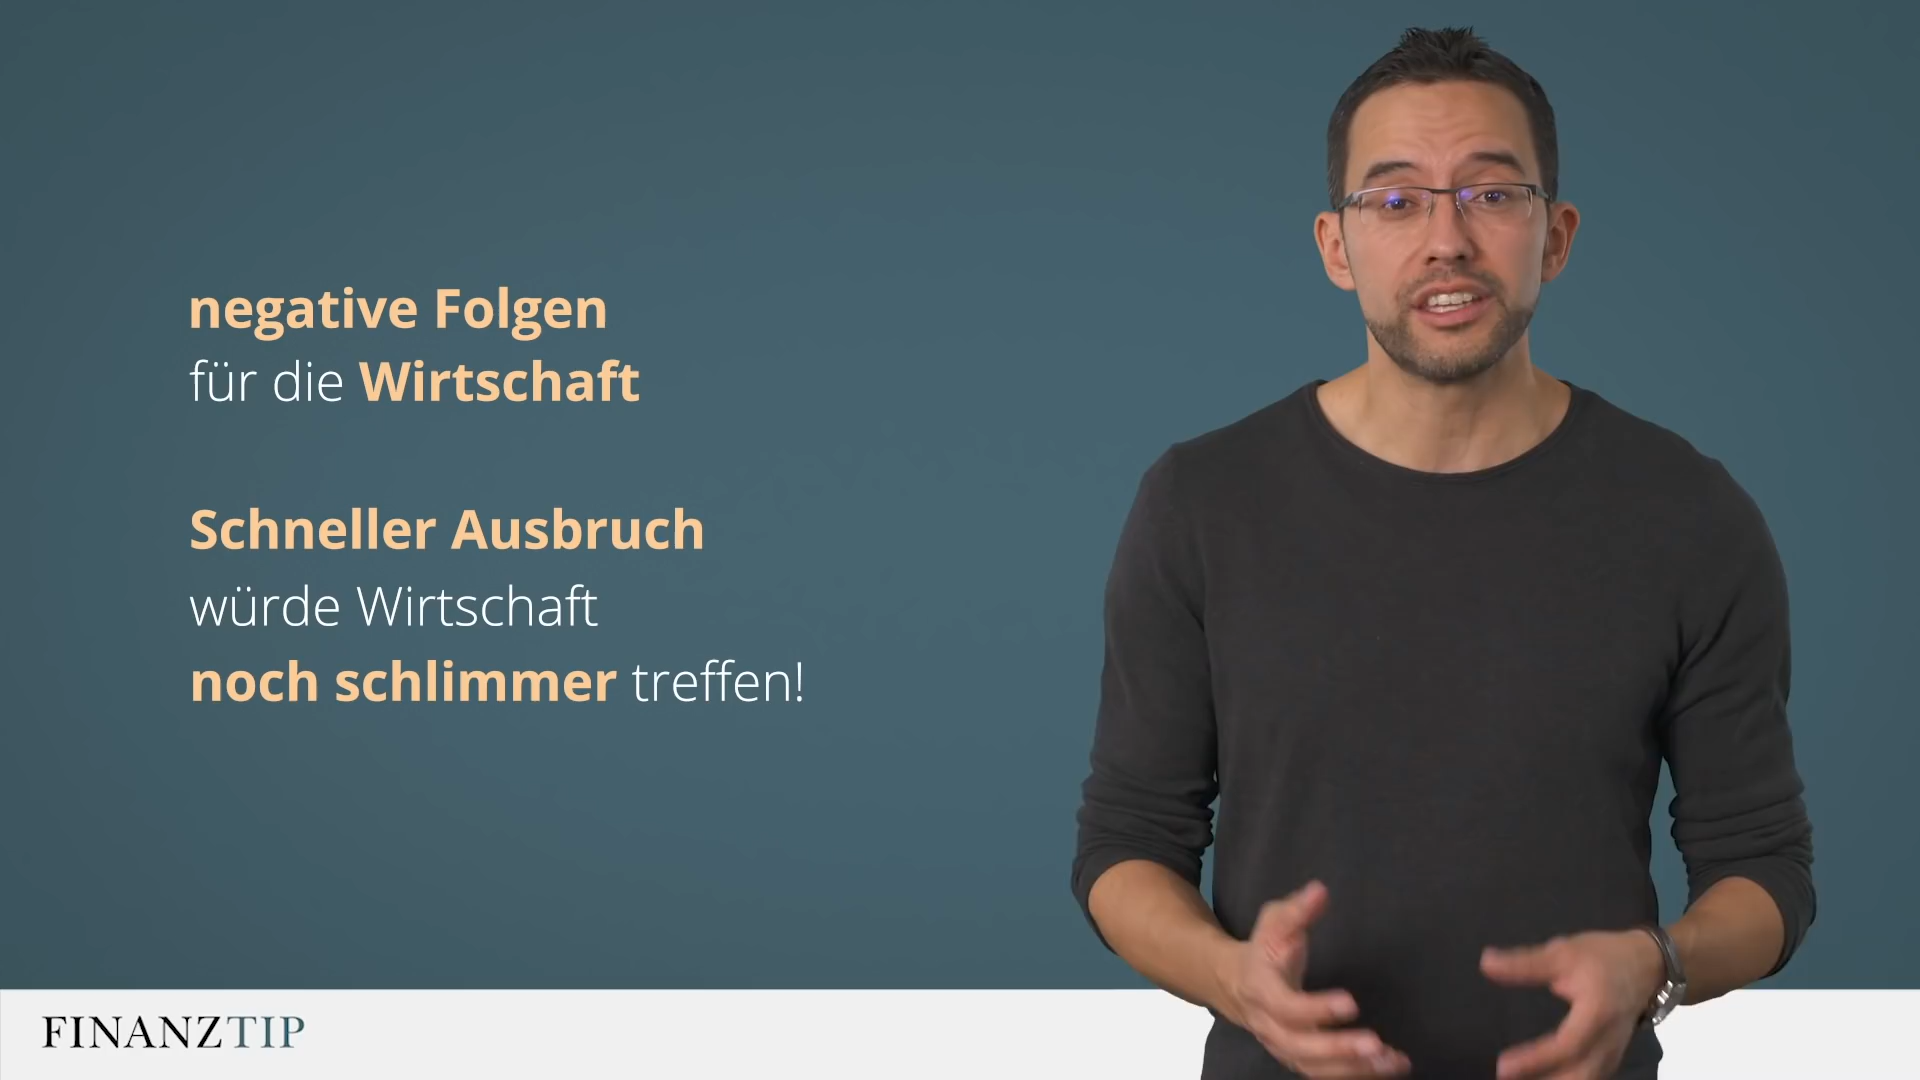 negative Folgen
für die Wirtschaft
Schneller Ausbruch
würde Wirtschaft
noch schlimmer treffen!
FINANZTIP